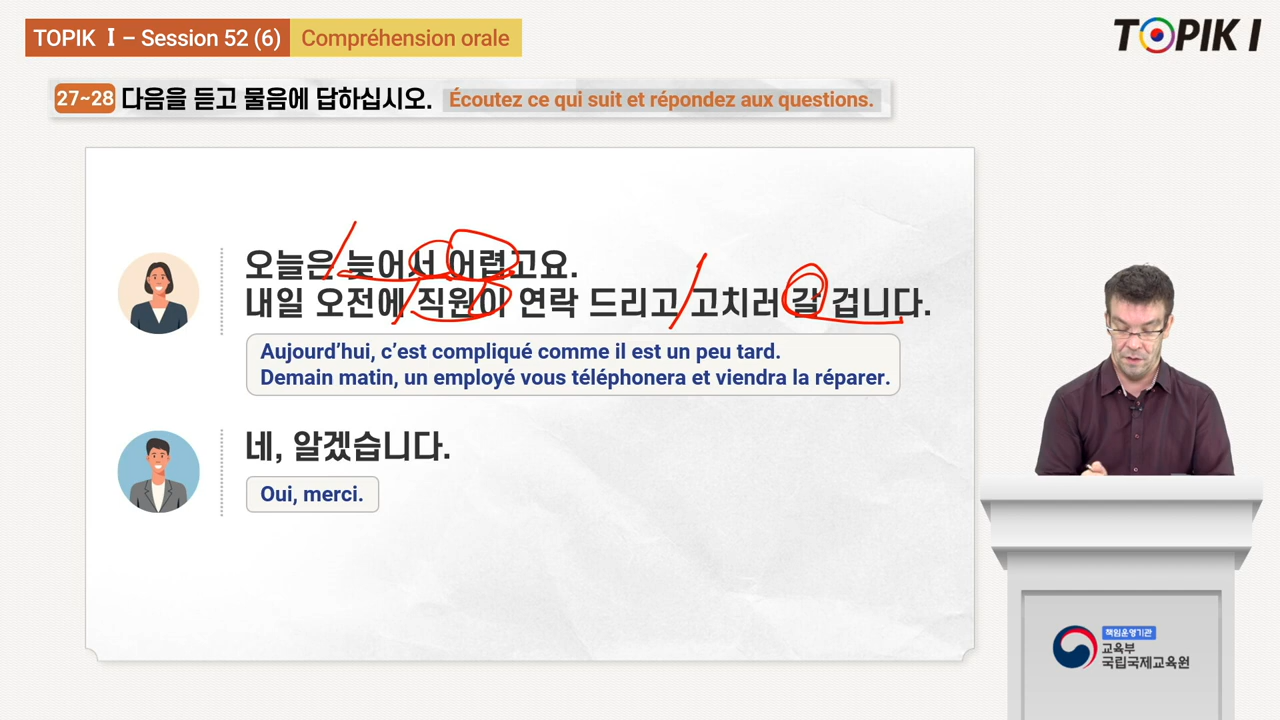 TOPIK Ⅰ – Session 52 (6) Compréhension orale
TOPIK I
27~28 다음을 듣고 물음에 답하십시오. Écoutez ce qui suit et répondez aux questions.
오늘은 늦어서 어렵고요.
내일 오전에 직원이 연락 드리고 고치러 갈 겁니다.
Aujourd’hui, c’est compliqué comme il est un peu tard.
Demain matin, un employé vous téléphonera et viendra la réparer.
네, 알겠습니다.
Oui, merci.
책임운영기관
교육부
국립국제교육원